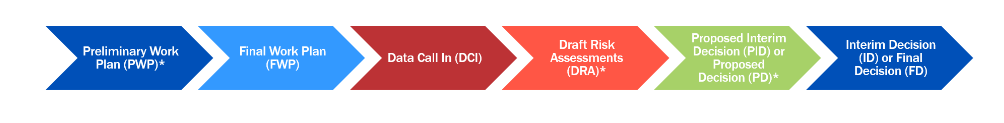 Preliminary Work
Plan (PWP)*
Final Work Plan
(FWP)
Data Call In (DCI)
Draft Risk
Assessments
(DRA)*
Proposed Interim
Decision (PID) or
Proposed
Decision (PD)*
Interim Decision
(ID) or Final
Decision (FD)